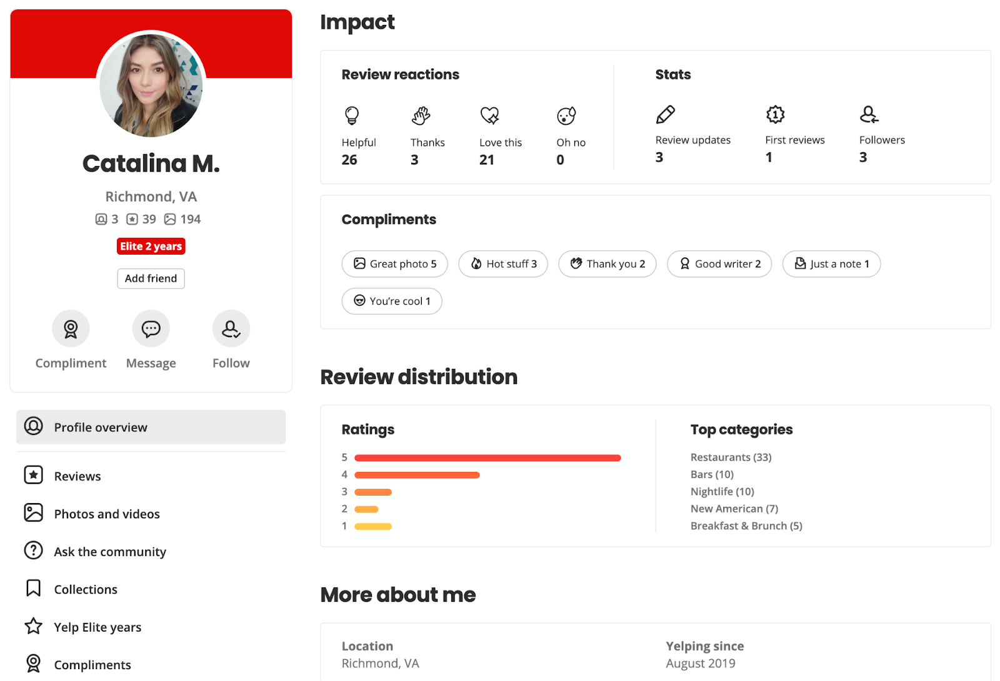 Catalina M.
Richmond, VA
3 39 194
Elite 2 years
Add friend
Compliment Message Follow
Profile overview
Reviews
Photos and videos
Ask the community
Collections
Yelp Elite years
Compliments
Impact
Review reactions
Helpful Thanks Love this Oh no
26 3 21 0
Stats
Review updates First reviews Followers
3 1 3
Compliments
Great photo 5 Hot stuff 3 Thank you 2 Good writer 2 Just a note 1
You’re cool 1
Review distribution
Ratings
5
4
3
2
1
Top categories
Restaurants (33)
Bars (10)
Nightlife (10)
New American (7)
Breakfast & Brunch (5)
More about me
Location
Richmond, VA
Yelping since
August 2019